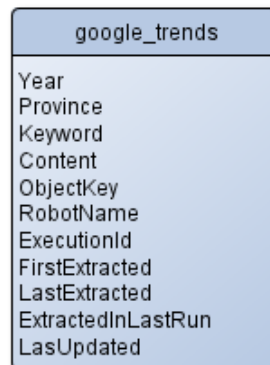 google_trends
Year
Province
Keyword
Content
ObjectKey
RobotName
ExecutionId
FirstExtracted
LastExtracted
ExtractedInLastRun
LasUpdated